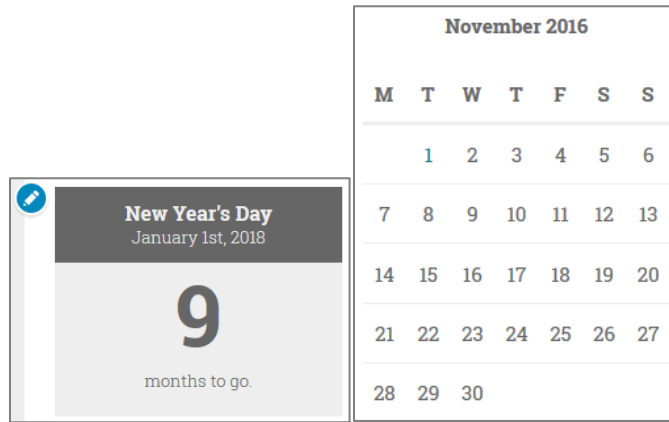 New Year's Day
January 1st, 2018
9
months to go.
November 2016
M T W T F S S
1 2 3 4 5 6
7 8 9 10 11 12 13
14 15 16 17 18 19 20
21 22 23 24 25 26 27
28 29 30